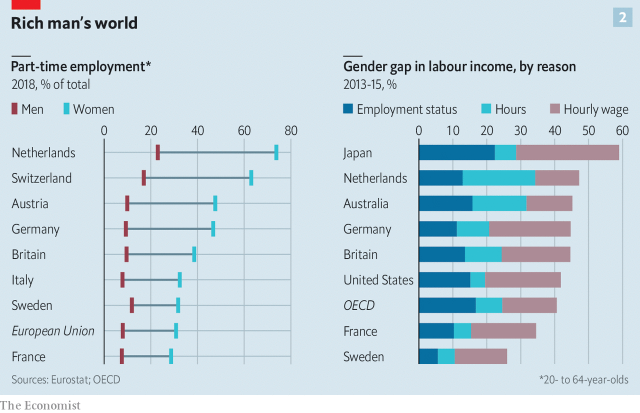 Rich man's world
2
Part-time employment*
2018, % of total
Men Women
0 20 40 60 80
Netherlands
Switzerland
Austria
Germany
Britain
Italy
Sweden
European Union
France
Sources: Eurostat; OECD
Gender gap in labour income, by reason
2013-15, %
Employment status Hours Hourly wage
0 10 20 30 40 50 60
Japan
Netherlands
Australia
Germany
Britain
United States
OECD
France
Sweden
*20- to 64-year-olds
The Economist